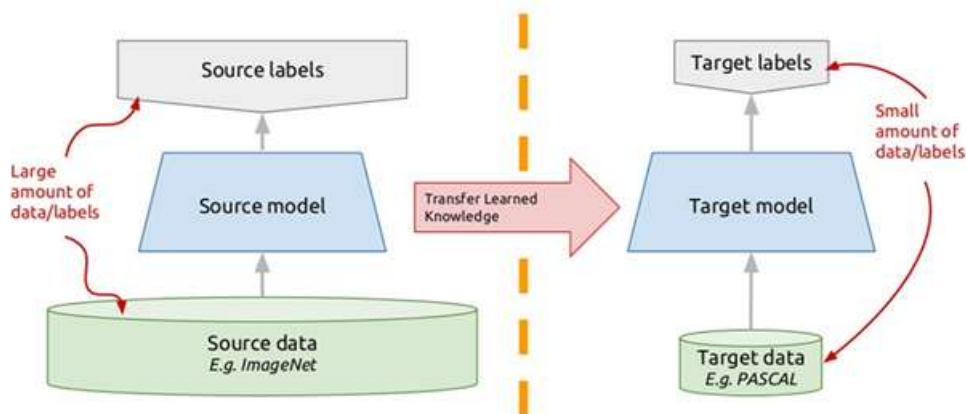 Source labels
Large
amount of
data/labels
Source model
Source data
E.g. ImageNet
Transfer Learned
Knowledge
Target labels
Small
amount of
data/labels
Target model
Target data
E.g. PASCAL